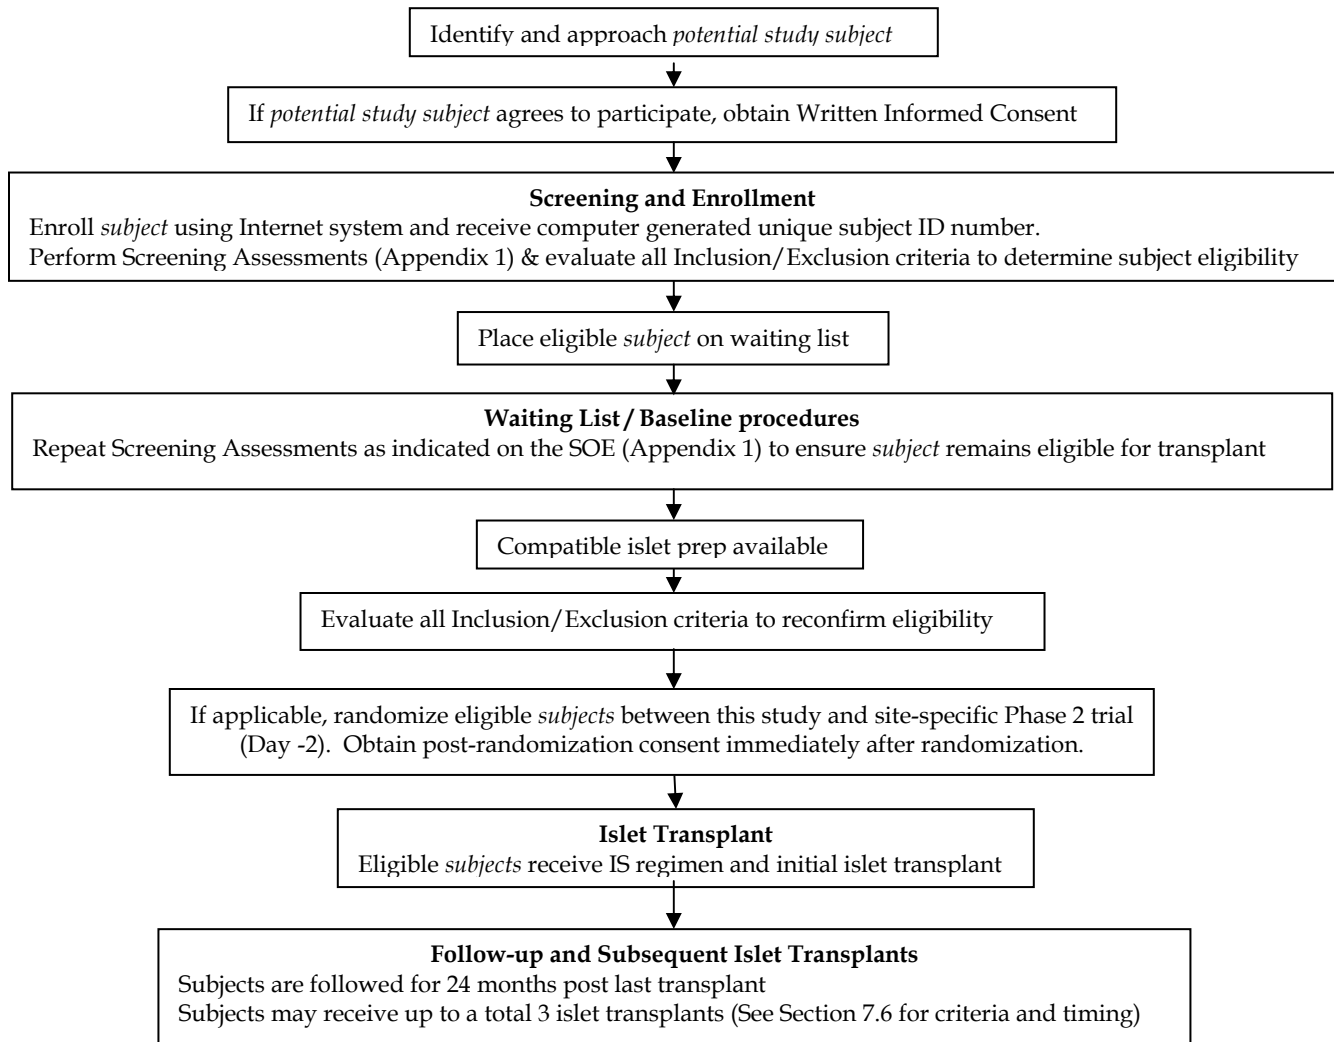 Identify and approach potential study subject
If potential study subject agrees to participate, obtain Written Informed Consent
Screening and Enrollment
Enroll subject using Internet system and receive computer generated unique subject ID number.
Perform Screening Assessments (Appendix 1) & evaluate all Inclusion/Exclusion criteria to determine subject eligibility
Place eligible subject on waiting list
Waiting List / Baseline procedures
Repeat Screening Assessments as indicated on the SOE (Appendix 1) to ensure subject remains eligible for transplant
Compatible islet prep available
Evaluate all Inclusion/Exclusion criteria to reconfirm eligibility
If applicable, randomize eligible subjects between this study and site-specific Phase 2 trial
(Day -2).  Obtain post-randomization consent immediately after randomization.
Islet Transplant
Eligible subjects receive IS regimen and initial islet transplant
Follow-up and Subsequent Islet Transplants
Subjects are followed for 24 months post last transplant
Subjects may receive up to a total 3 islet transplants (See Section 7.6 for criteria and timing)